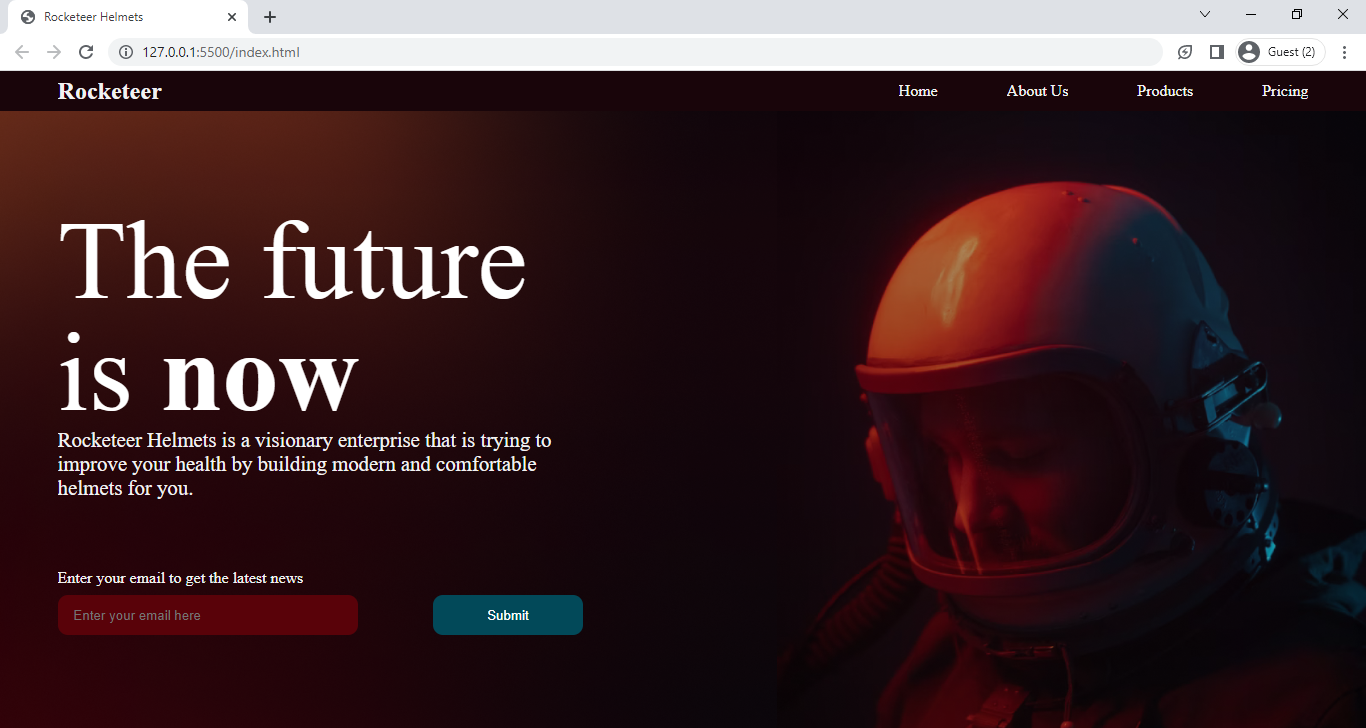 Rocketeer Helmets
127.0.0.1:5500/index.html
Guest (2)
Rocketeer
Home
About Us
Products
Pricing
The future
is now
Rocketeer Helmets is a visionary enterprise that is trying to
improve your health by building modern and comfortable
helmets for you.
Enter your email to get the latest news
Enter your email here
Submit